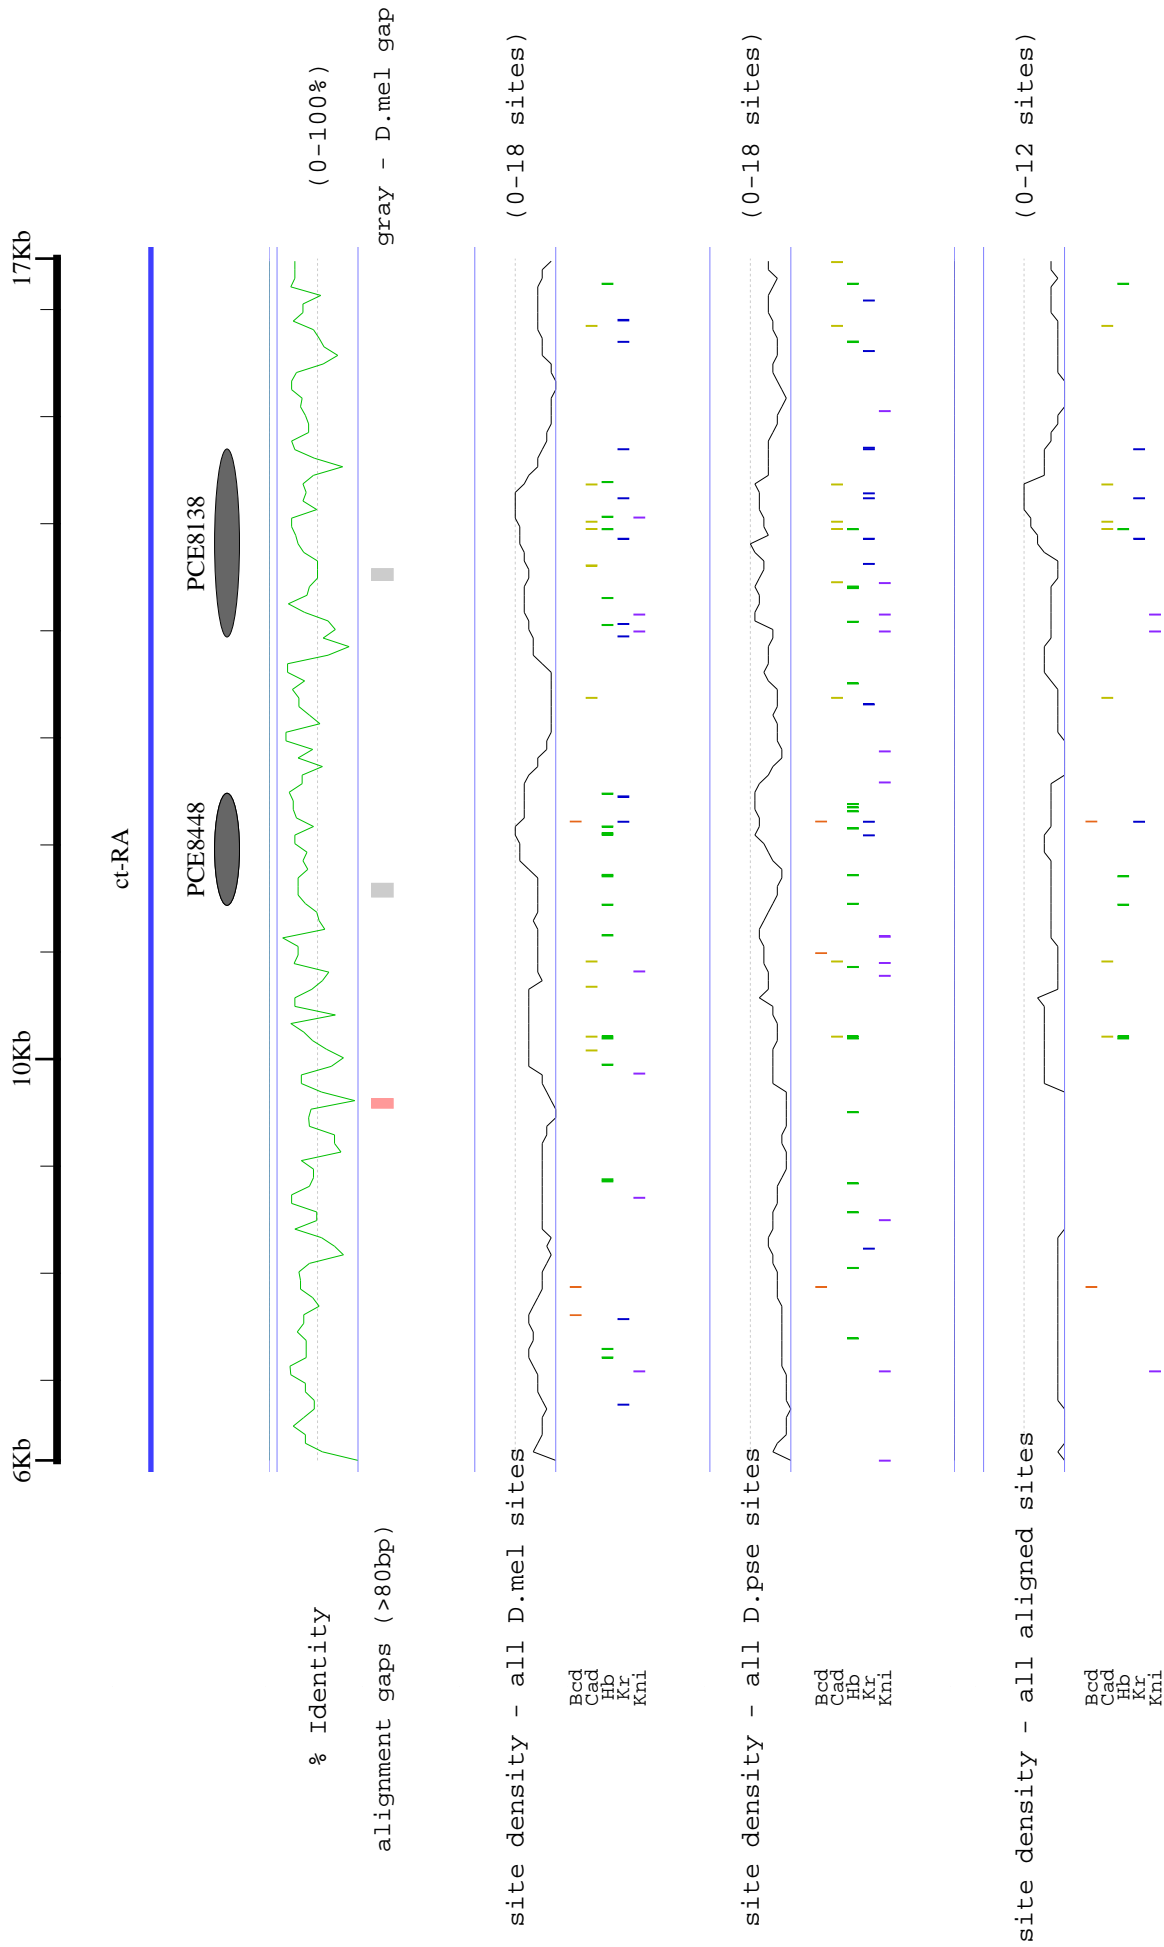 6Kb
10Kb
17Kb
ct-RA
PCE8448
PCE8138
% Identity
(0-100%)
alignment gaps (>80bp)
gray - D.mel gap
site density - all D.mel sites
(0-18 sites)
Bcd
Cad
Hb
Kr
Kni
site density - all D.pse sites
(0-18 sites)
Bcd
Cad
Hb
Kr
Kni
site density - all aligned sites
(0-12 sites)
Bcd
Cad
Hb
Kr
Kni